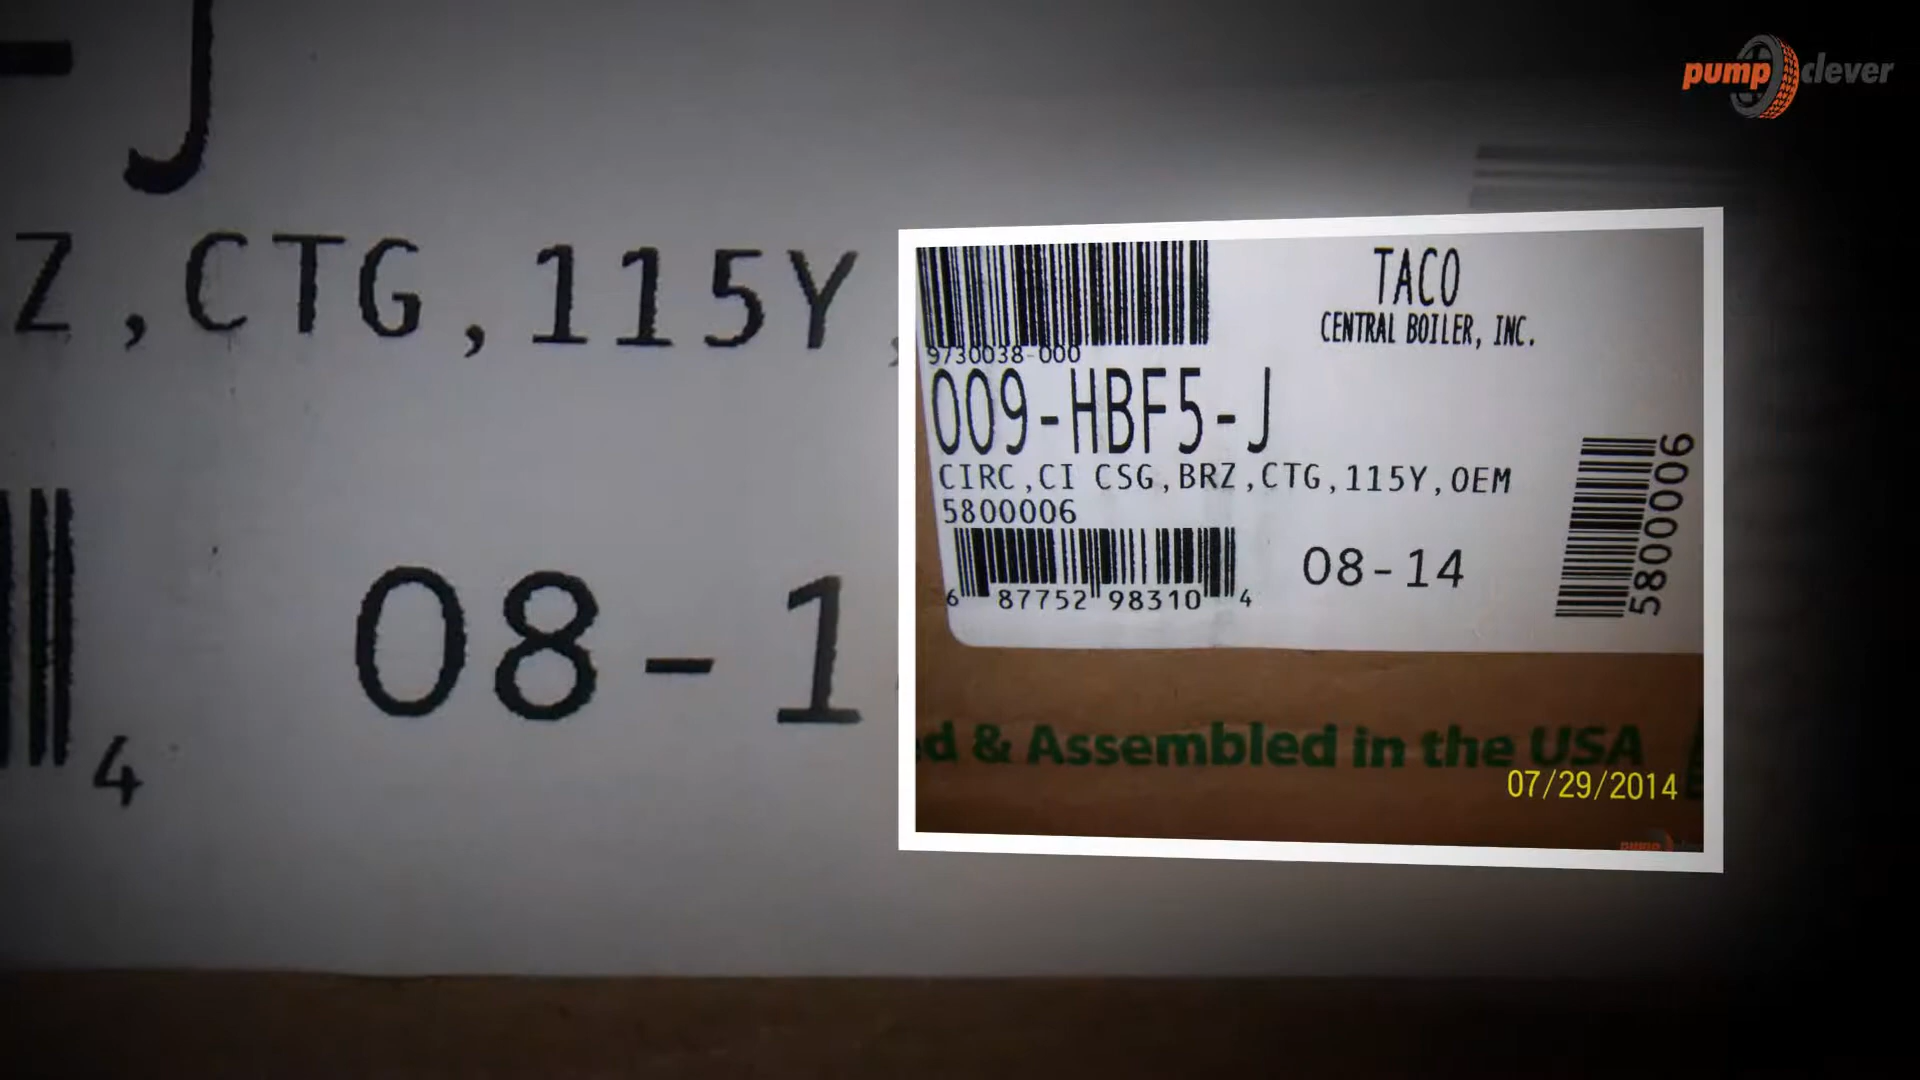 pump clever
-J
Z,CTG,115Y,
08-1
4
TACO
CENTRAL BOILER, INC.
9730038-000
009-HBF5-J
CIRC,CI CSG,BRZ,CTG,115Y,OEM
5800006
08-14
6 87752 98310 4
5800006
d & Assembled in the USA
07/29/2014
pump